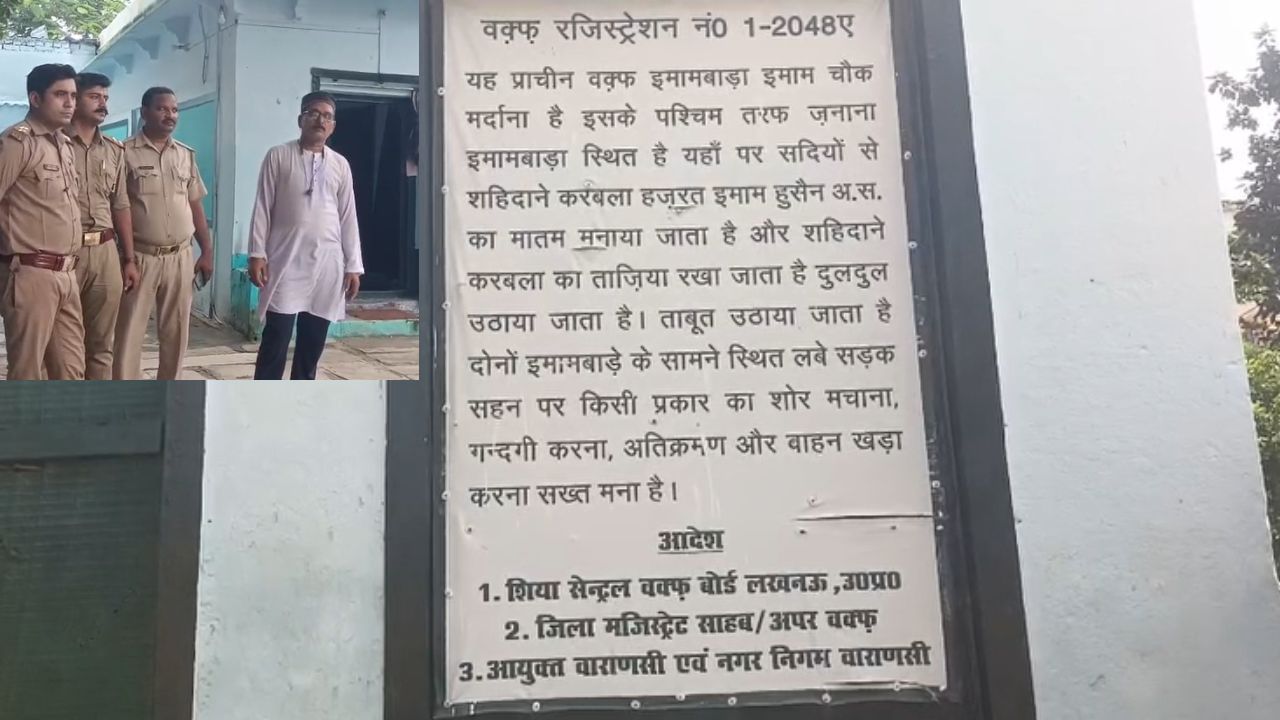 वक़्फ़ रजिस्ट्रेशन नं0 1-2048ए
यह प्राचीन वक़्फ इमामबाड़ा इमाम चौक
मर्दाना है इसके पश्चिम तरफ ज़नाना
इमामबाड़ा स्थित है यहाँ पर सदियों से
शहिदाने करबला हज़रत इमाम हुसैन अ.स.
का मातम मनाया जाता है और शहिदाने
करबला का ताज़िया रखा जाता है दुलदुल
उठाया जाता है। ताबूत उठाया जाता है
दोनों इमामबाड़े के सामने स्थित लबे सड़क
सहन पर किसी प्रकार का शोर मचाना,
गन्दगी करना, अतिक्रमण और वाहन खड़ा
करना सख्त मना है।
आदेश
1. शिया सेन्ट्रल वक्फ़ बोर्ड लखनऊ ,उ0प्र0
2. जिला मजिस्ट्रेट साहब/अपर वक्फ़
3. आयुक्त वाराणसी एवं नगर निगम वाराणसी